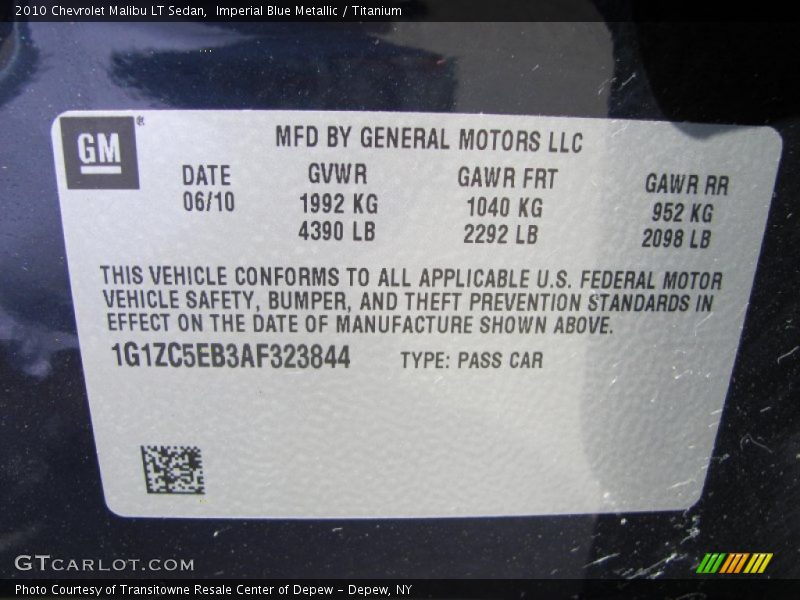 2010 Chevrolet Malibu LT Sedan,  Imperial Blue Metallic / Titanium
GM®
MFD BY GENERAL MOTORS LLC
DATE GVWR GAWR FRT GAWR RR
06/10 1992 KG 1040 KG 952 KG
4390 LB 2292 LB 2098 LB
THIS VEHICLE CONFORMS TO ALL APPLICABLE U.S. FEDERAL MOTOR
VEHICLE SAFETY, BUMPER, AND THEFT PREVENTION STANDARDS IN
EFFECT ON THE DATE OF MANUFACTURE SHOWN ABOVE.
1G1ZC5EB3AF323844 TYPE: PASS CAR
GTCARLOT.COM
Photo Courtesy of Transitowne Resale Center of Depew – Depew, NY